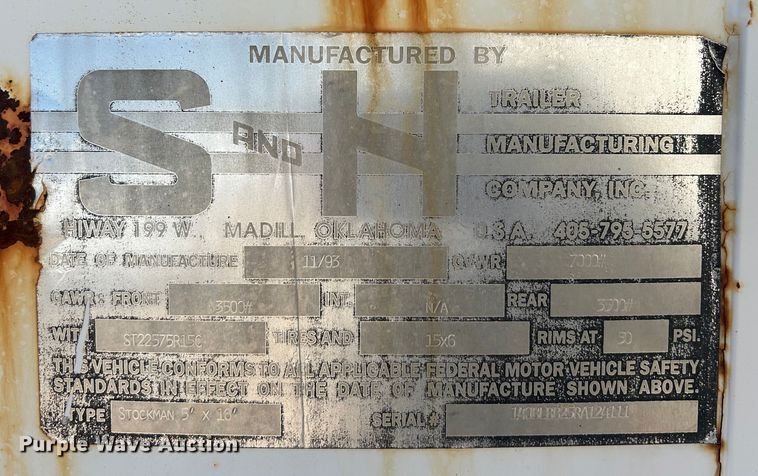 MANUFACTURED BY
S AND H
TRAILER
MANUFACTURING
COMPANY, INC.
HIWAY 199 W. MADILL, OKLAHOMA U.S.A. 405-795-5577
DATE OF MANUFACTURE 11/93 GVWR 7000#
GAWR: FRONT 3500# INT. N/A REAR 3500#
WITH ST22575R15C TIRES AND 15X6 RIMS AT 50 PSI.
THIS VEHICLE CONFORMS TO ALL APPLICABLE FEDERAL MOTOR VEHICLE SAFETY
STANDARDS IN EFFECT ON THE DATE OF MANUFACTURE SHOWN ABOVE.
TYPE STOCKMAN 5' X 16' SERIAL#
Purple Wave Auction